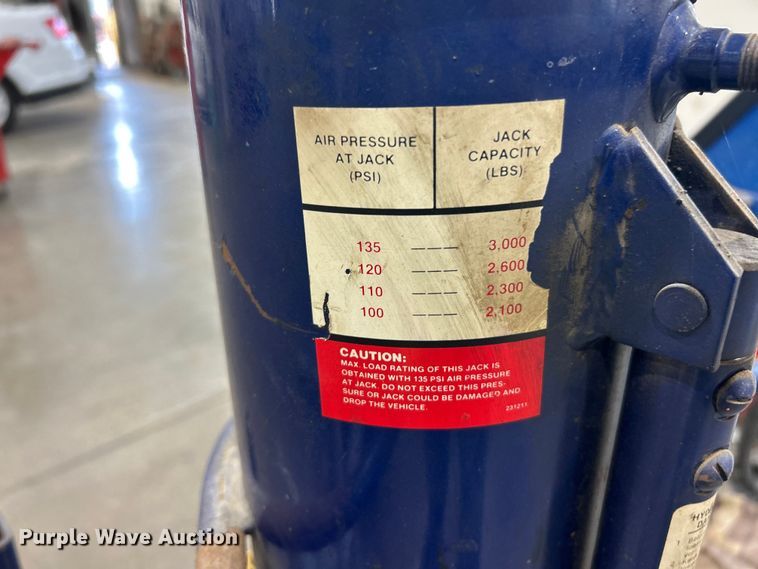 AIR PRESSURE
AT JACK
(PSI)
JACK
CAPACITY
(LBS)
135 ——— 3,000
120 ——— 2,600
110 ——— 2,300
100 ——— 2,100
CAUTION:
MAX. LOAD RATING OF THIS JACK IS
OBTAINED WITH 135 PSI AIR PRESSURE
AT JACK. DO NOT EXCEED THIS PRES-
SURE OR JACK COULD BE DAMAGED AND
DROP THE VEHICLE.
Purple Wave Auction